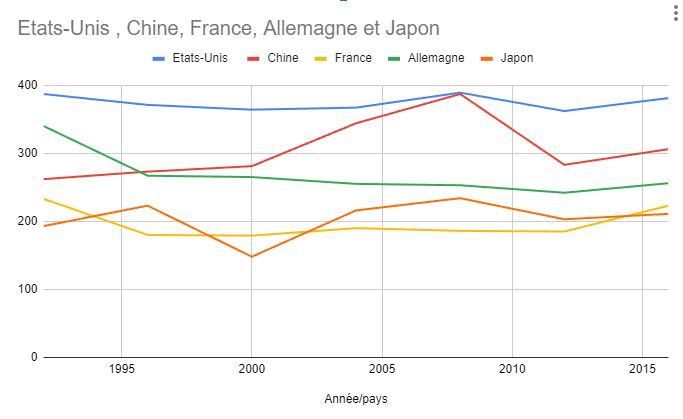 Etats-Unis , Chine, France, Allemagne et Japon
Etats-Unis Chine France Allemagne Japon
400
300
200
100
0
1995 2000 2005 2010 2015
Année/pays